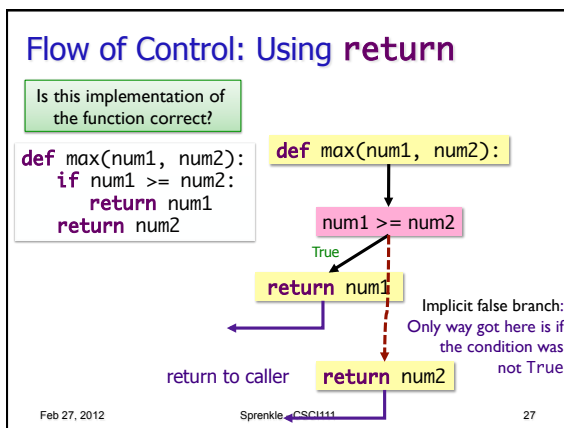 Flow of Control: Using return
Is this implementation of
the function correct?
def max(num1, num2):
if num1 >= num2:
return num1
return num2
def max(num1, num2):
num1 >= num2
True
return num1
Implicit false branch:
Only way got here is if
the condition was
not True
return to caller
return num2
Feb 27, 2012
Sprenkle - CSCI111
27